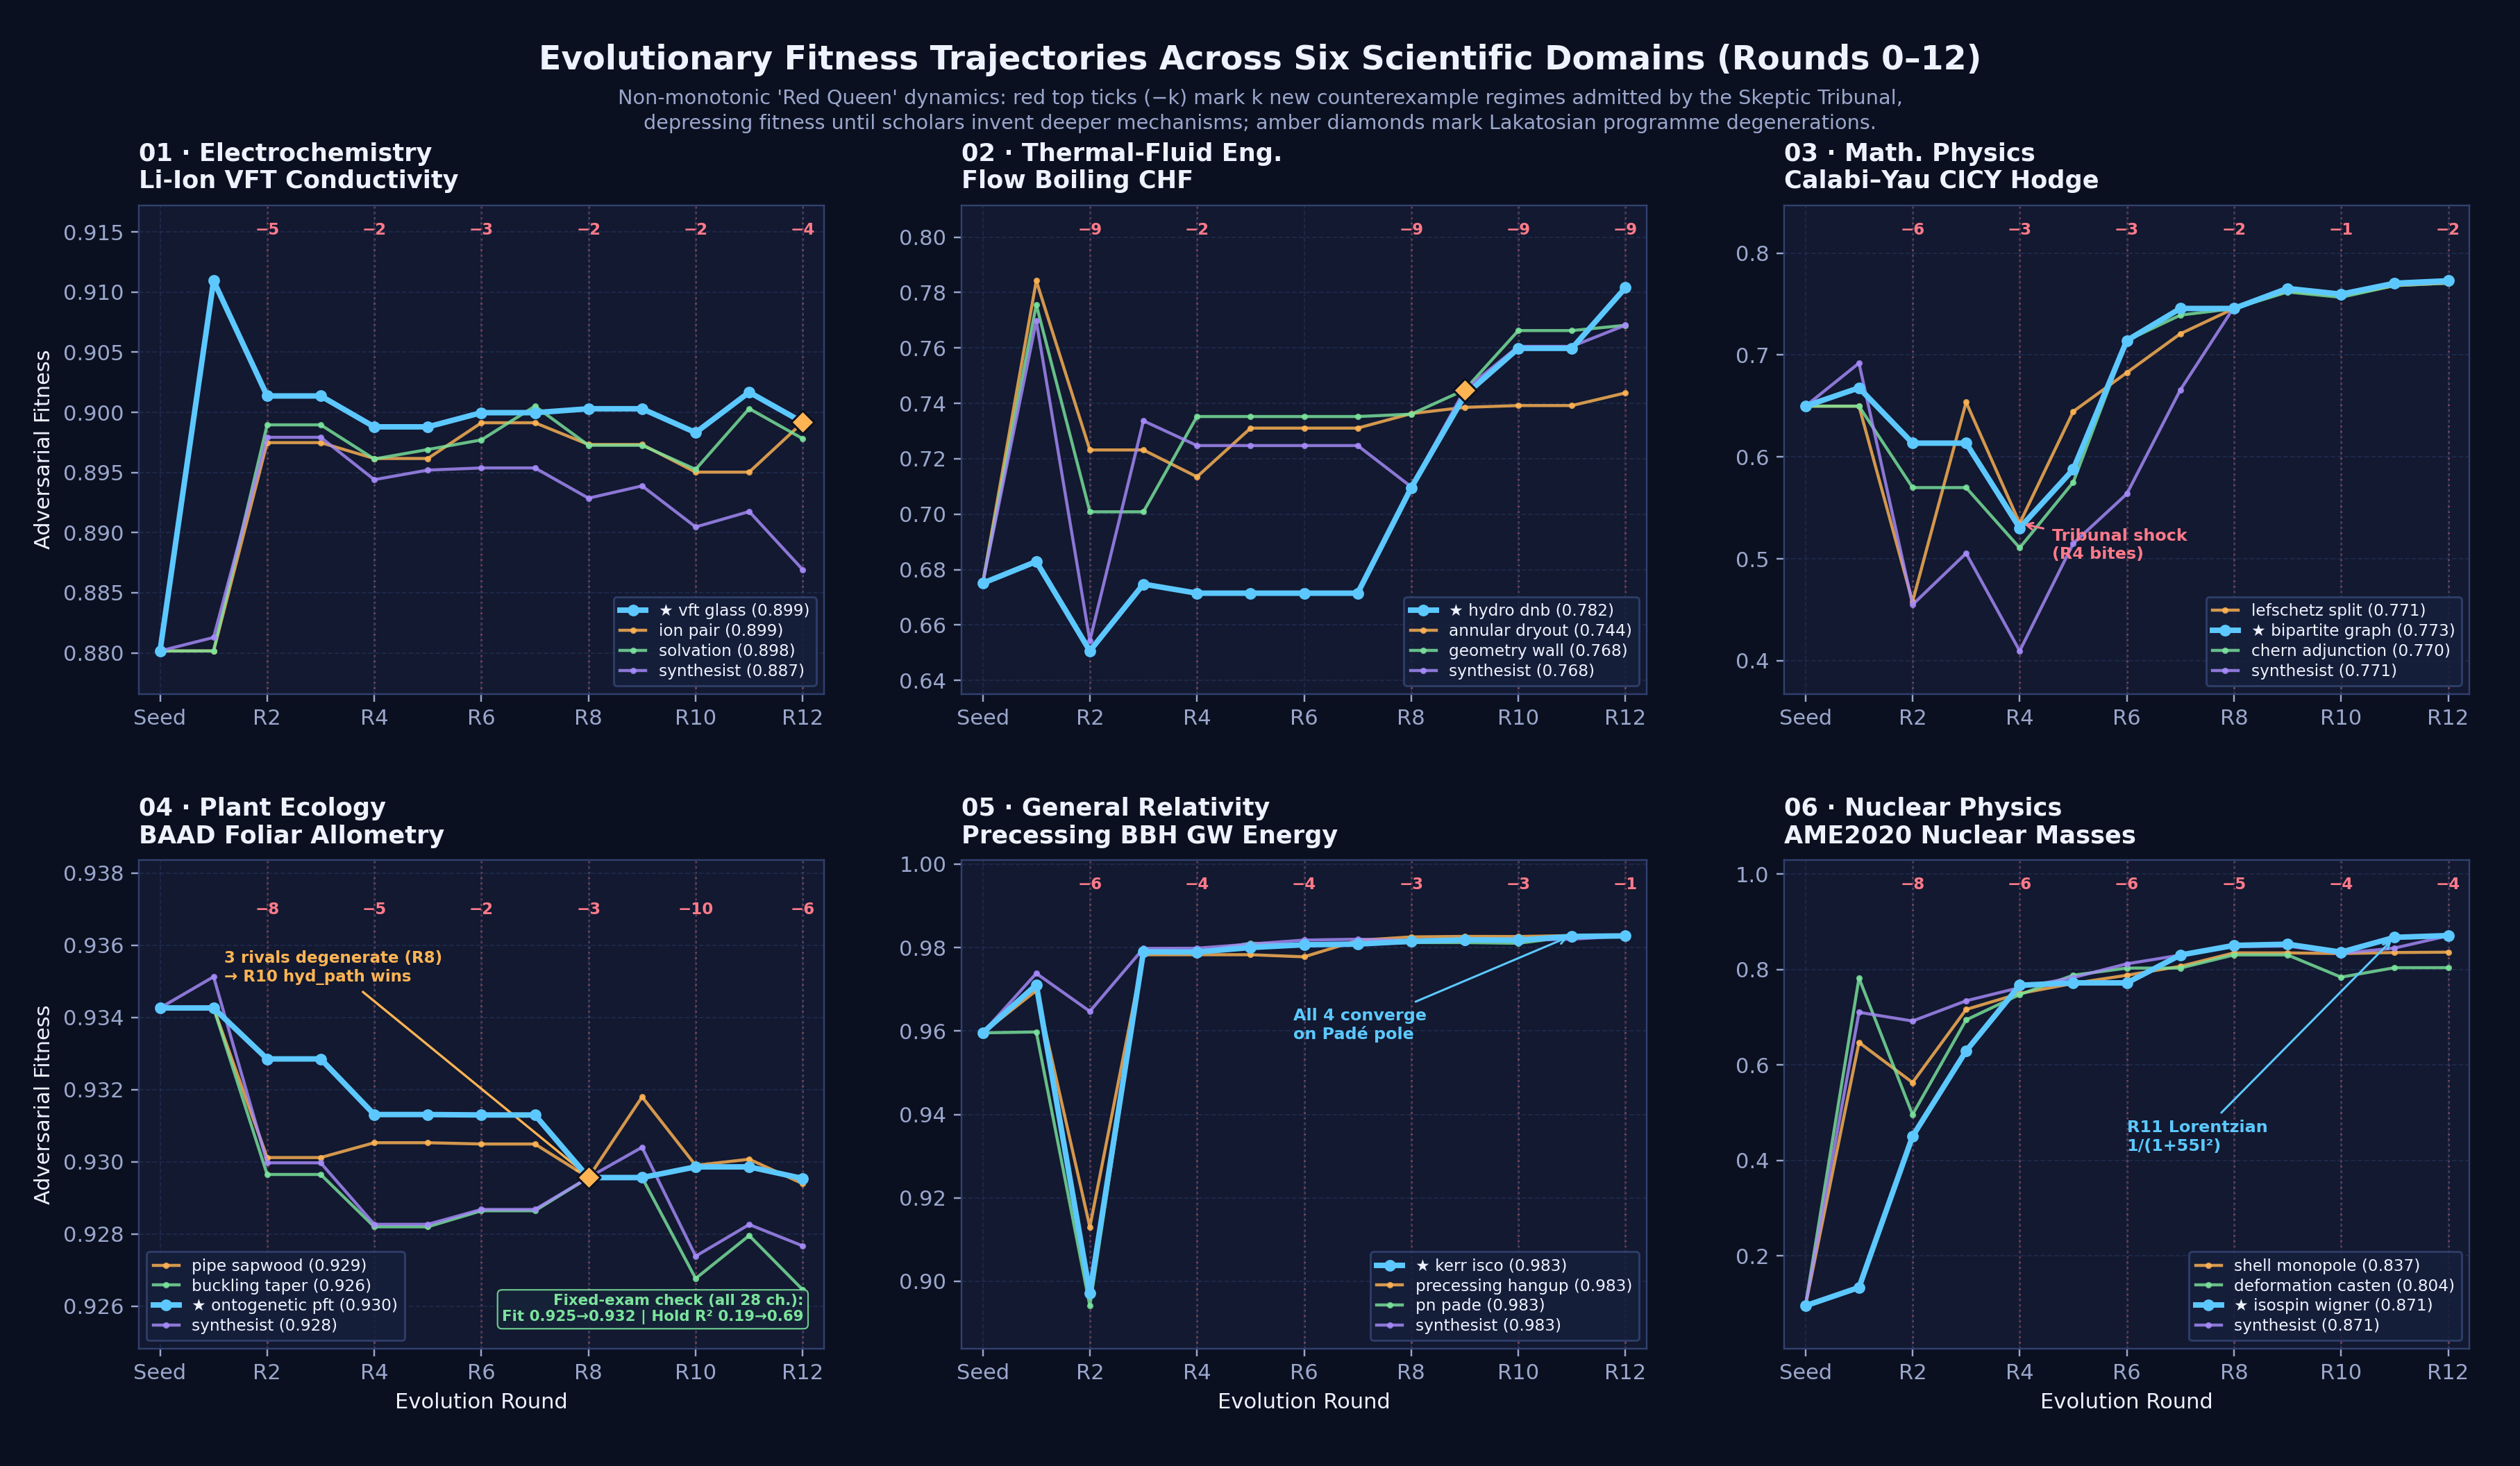 Evolutionary Fitness Trajectories Across Six Scientific Domains (Rounds 0–12)
Non-monotonic 'Red Queen' dynamics: red top ticks (−k) mark k new counterexample regimes admitted by the Skeptic Tribunal,
depressing fitness until scholars invent deeper mechanisms; amber diamonds mark Lakatosian programme degenerations.
01 · Electrochemistry
Li-Ion VFT Conductivity
Adversarial Fitness
0.915
0.910
0.905
0.900
0.895
0.890
0.885
0.880
−5 −2 −3 −2 −2 −4
★ vft glass (0.899)
ion pair (0.899)
solvation (0.898)
synthesist (0.887)
Seed R2 R4 R6 R8 R10 R12
02 · Thermal-Fluid Eng.
Flow Boiling CHF
0.80
0.78
0.76
0.74
0.72
0.70
0.68
0.66
0.64
−9 −2 −9 −9 −9
★ hydro dnb (0.782)
annular dryout (0.744)
geometry wall (0.768)
synthesist (0.768)
Seed R2 R4 R6 R8 R10 R12
03 · Math. Physics
Calabi–Yau CICY Hodge
0.8
0.7
0.6
0.5
0.4
−6 −3 −3 −2 −1 −2
Tribunal shock
(R4 bites)
lefschetz split (0.771)
★ bipartite graph (0.773)
chern adjunction (0.770)
synthesist (0.771)
Seed R2 R4 R6 R8 R10 R12
04 · Plant Ecology
BAAD Foliar Allometry
Adversarial Fitness
0.938
0.936
0.934
0.932
0.930
0.928
0.926
−8 −5 −2 −3 −10 −6
3 rivals degenerate (R8)
→ R10 hyd_path wins
pipe sapwood (0.929)
buckling taper (0.926)
★ ontogenetic pft (0.930)
synthesist (0.928)
Fixed-exam check (all 28 ch.):
Fit 0.925→0.932 | Hold R² 0.19→0.69
Seed R2 R4 R6 R8 R10 R12
Evolution Round
05 · General Relativity
Precessing BBH GW Energy
1.00
0.98
0.96
0.94
0.92
0.90
−6 −4 −4 −3 −3 −1
All 4 converge
on Padé pole
★ kerr isco (0.983)
precessing hangup (0.983)
pn pade (0.983)
synthesist (0.983)
Seed R2 R4 R6 R8 R10 R12
Evolution Round
06 · Nuclear Physics
AME2020 Nuclear Masses
1.0
0.8
0.6
0.4
0.2
−8 −6 −6 −5 −4 −4
R11 Lorentzian
1/(1+55I²)
shell monopole (0.837)
deformation casten (0.804)
★ isospin wigner (0.871)
synthesist (0.871)
Seed R2 R4 R6 R8 R10 R12
Evolution Round